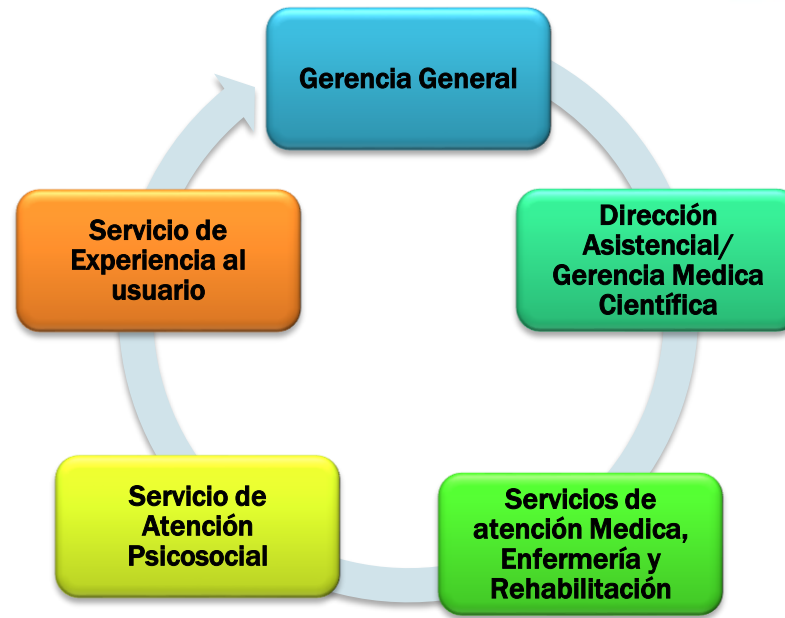 Gerencia General
Dirección
Asistencial/
Gerencia Medica
Científica
Servicios de
atención Medica,
Enfermería y
Rehabilitación
Servicio de
Atención
Psicosocial
Servicio de
Experiencia al
usuario